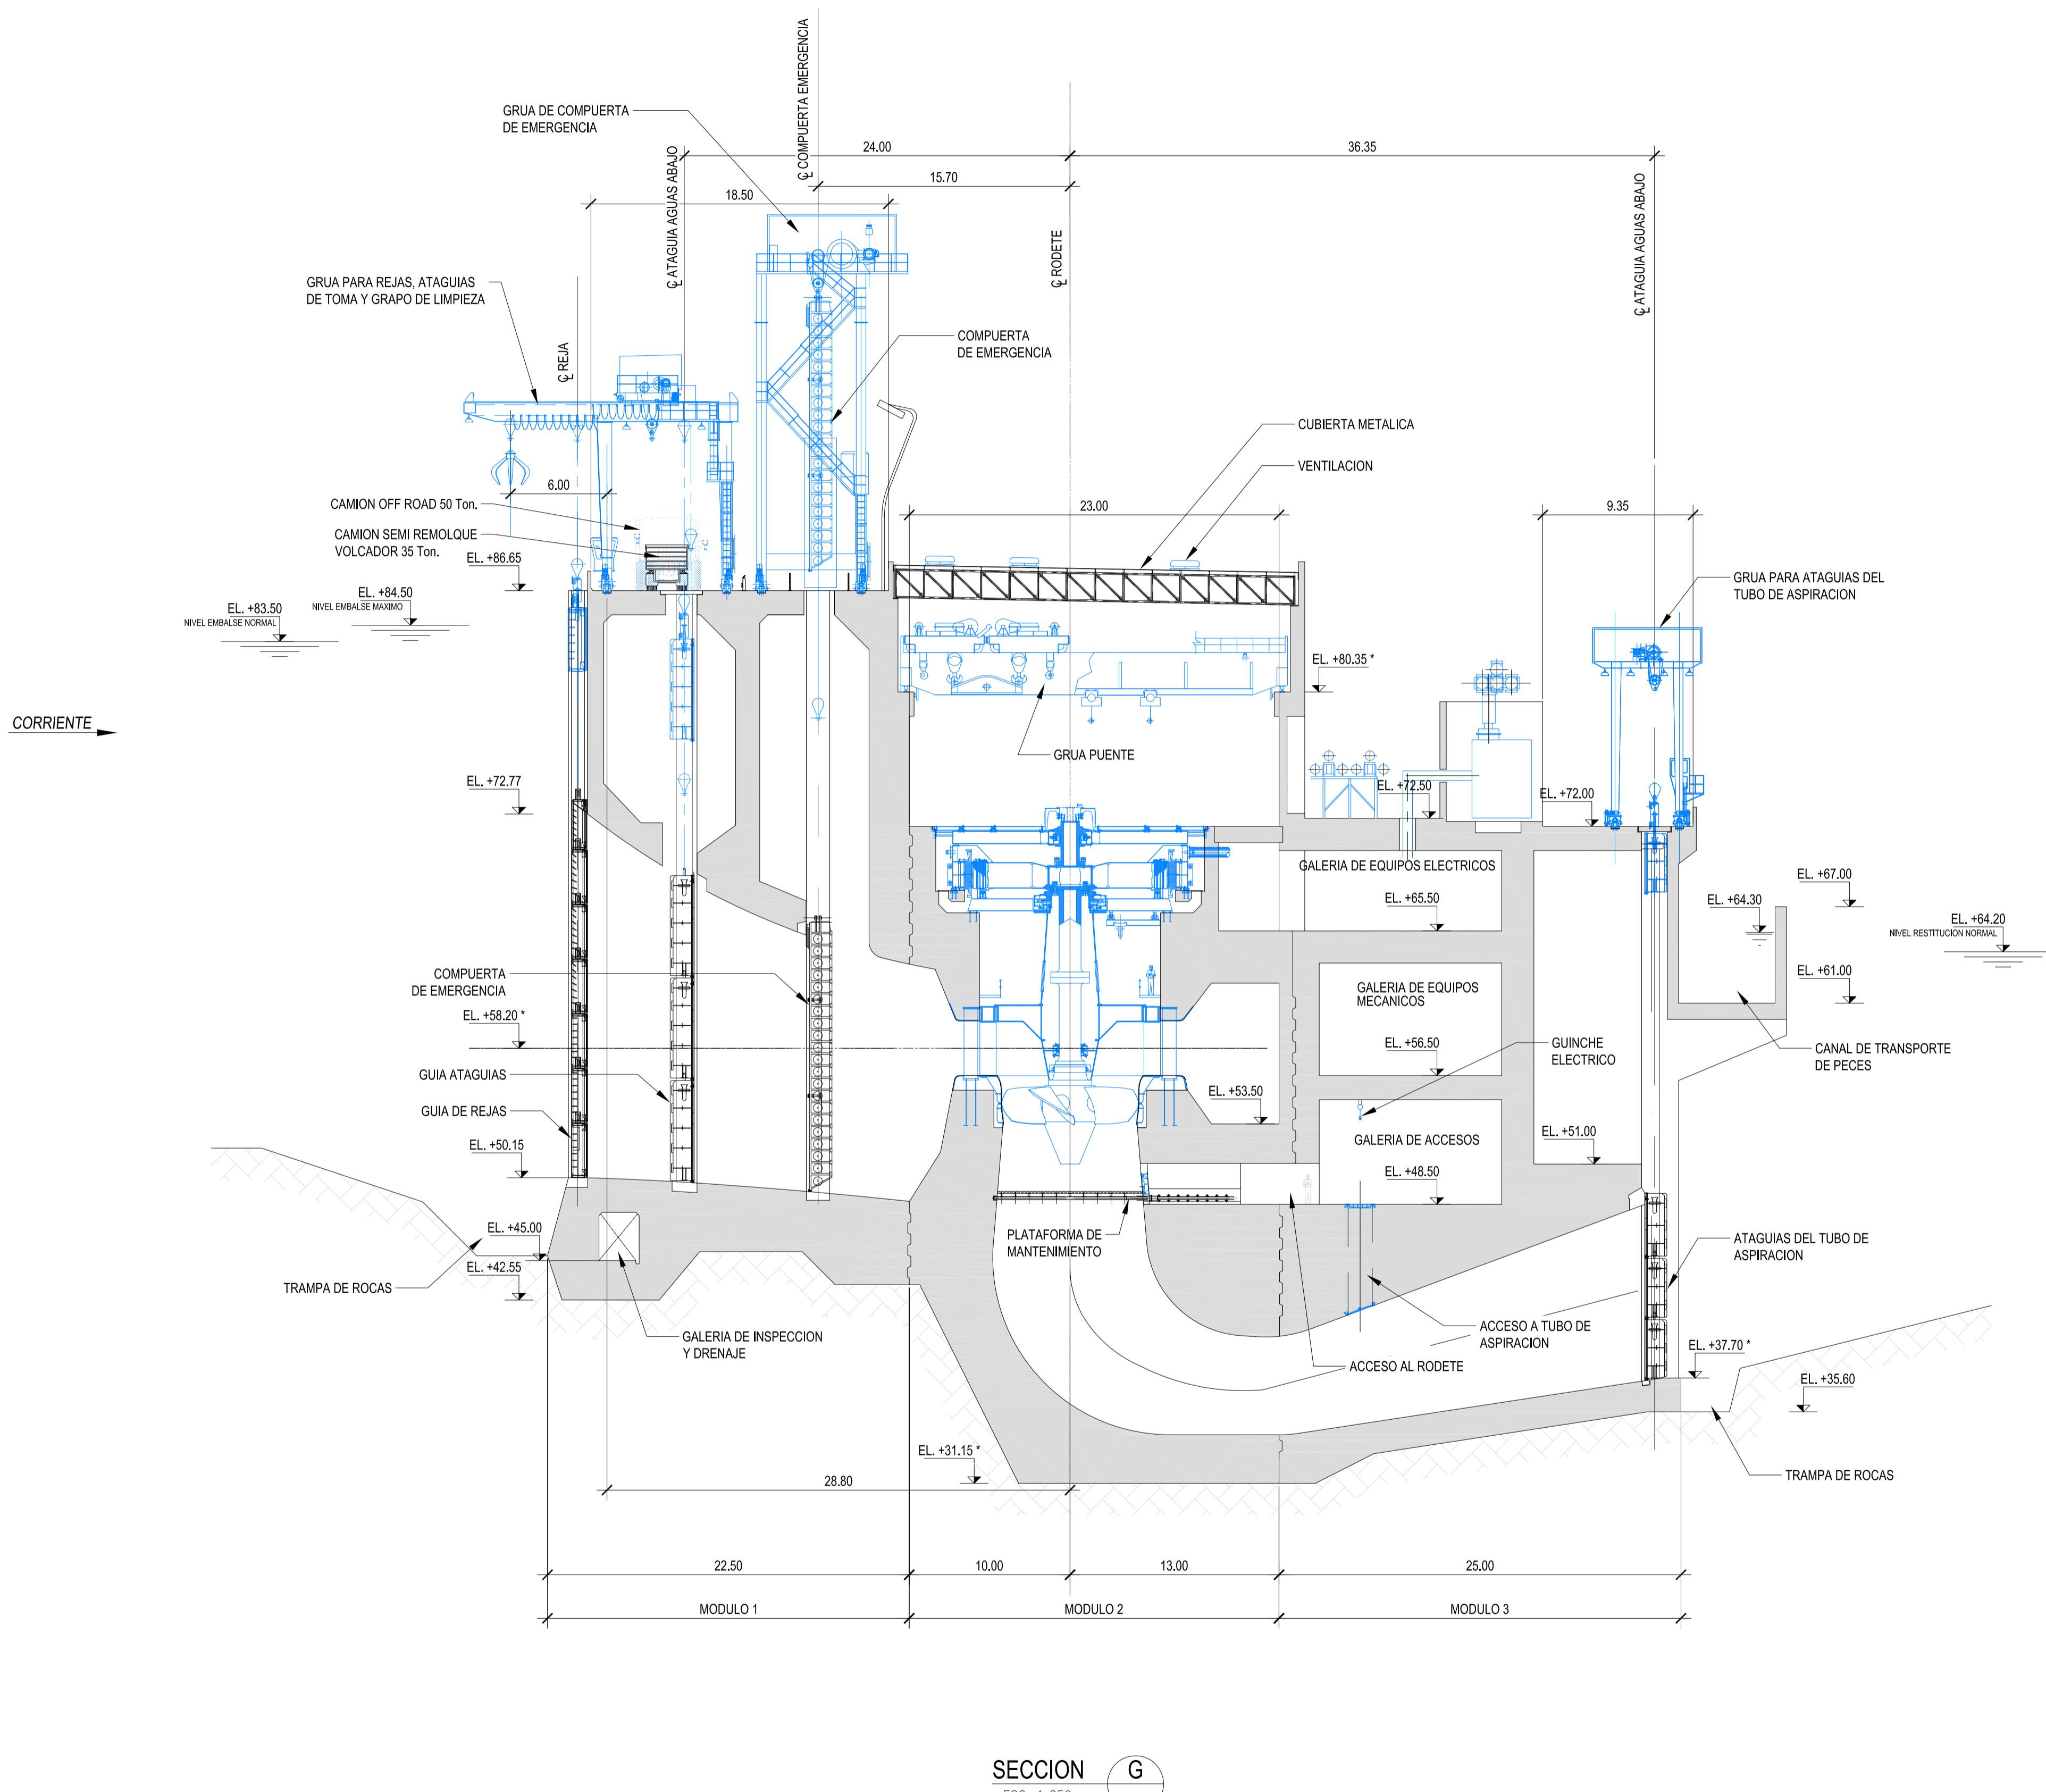 GRUA DE COMPUERTA
DE EMERGENCIA
℄ COMPUERTA EMERGENCIA
℄ ATAGUIA AGUAS ABAJO
24.00
36.35
15.70
18.50
℄ RODETE
℄ ATAGUIA AGUAS ABAJO
GRUA PARA REJAS, ATAGUIAS
DE TOMA Y GRAPO DE LIMPIEZA
℄ REJA
COMPUERTA
DE EMERGENCIA
CUBIERTA METALICA
VENTILACION
6.00
CAMION OFF ROAD 50 Ton.
CAMION SEMI REMOLQUE
VOLCADOR 35 Ton.
23.00
9.35
EL. +86.65
EL. +84.50
NIVEL EMBALSE MAXIMO
EL. +83.50
NIVEL EMBALSE NORMAL
GRUA PARA ATAGUIAS DEL
TUBO DE ASPIRACION
EL. +80.35 *
CORRIENTE
GRUA PUENTE
EL. +72.77
EL. +72.50
EL. +72.00
GALERIA DE EQUIPOS ELECTRICOS
EL. +67.00
EL. +65.50
EL. +64.30
EL. +64.20
NIVEL RESTITUCION NORMAL
COMPUERTA
DE EMERGENCIA
GALERIA DE EQUIPOS
MECANICOS
EL. +61.00
EL. +58.20 *
EL. +56.50
GUINCHE
ELECTRICO
CANAL DE TRANSPORTE
DE PECES
GUIA ATAGUIAS
GUIA DE REJAS
EL. +53.50
GALERIA DE ACCESOS
EL. +51.00
EL. +50.15
EL. +48.50
EL. +45.00
PLATAFORMA DE
MANTENIMIENTO
ATAGUIAS DEL TUBO DE
ASPIRACION
EL. +42.55
TRAMPA DE ROCAS
GALERIA DE INSPECCION
Y DRENAJE
ACCESO A TUBO DE
ASPIRACION
ACCESO AL RODETE
EL. +37.70 *
EL. +35.60
EL. +31.15 *
TRAMPA DE ROCAS
28.80
22.50
10.00
13.00
25.00
MODULO 1
MODULO 2
MODULO 3
SECCION G